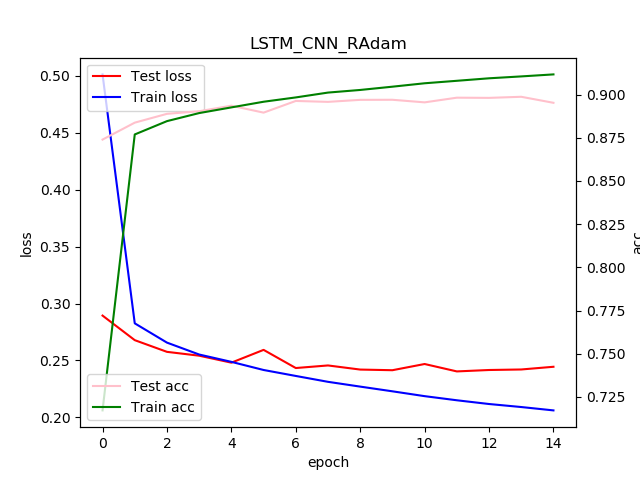 LSTM_CNN_RAdam
Test loss
Train loss
Test acc
Train acc
0.50
0.45
0.40
0.35
0.30
0.25
0.20
loss
0.900
0.875
0.850
0.825
0.800
0.775
0.750
0.725
acc
0 2 4 6 8 10 12 14
epoch